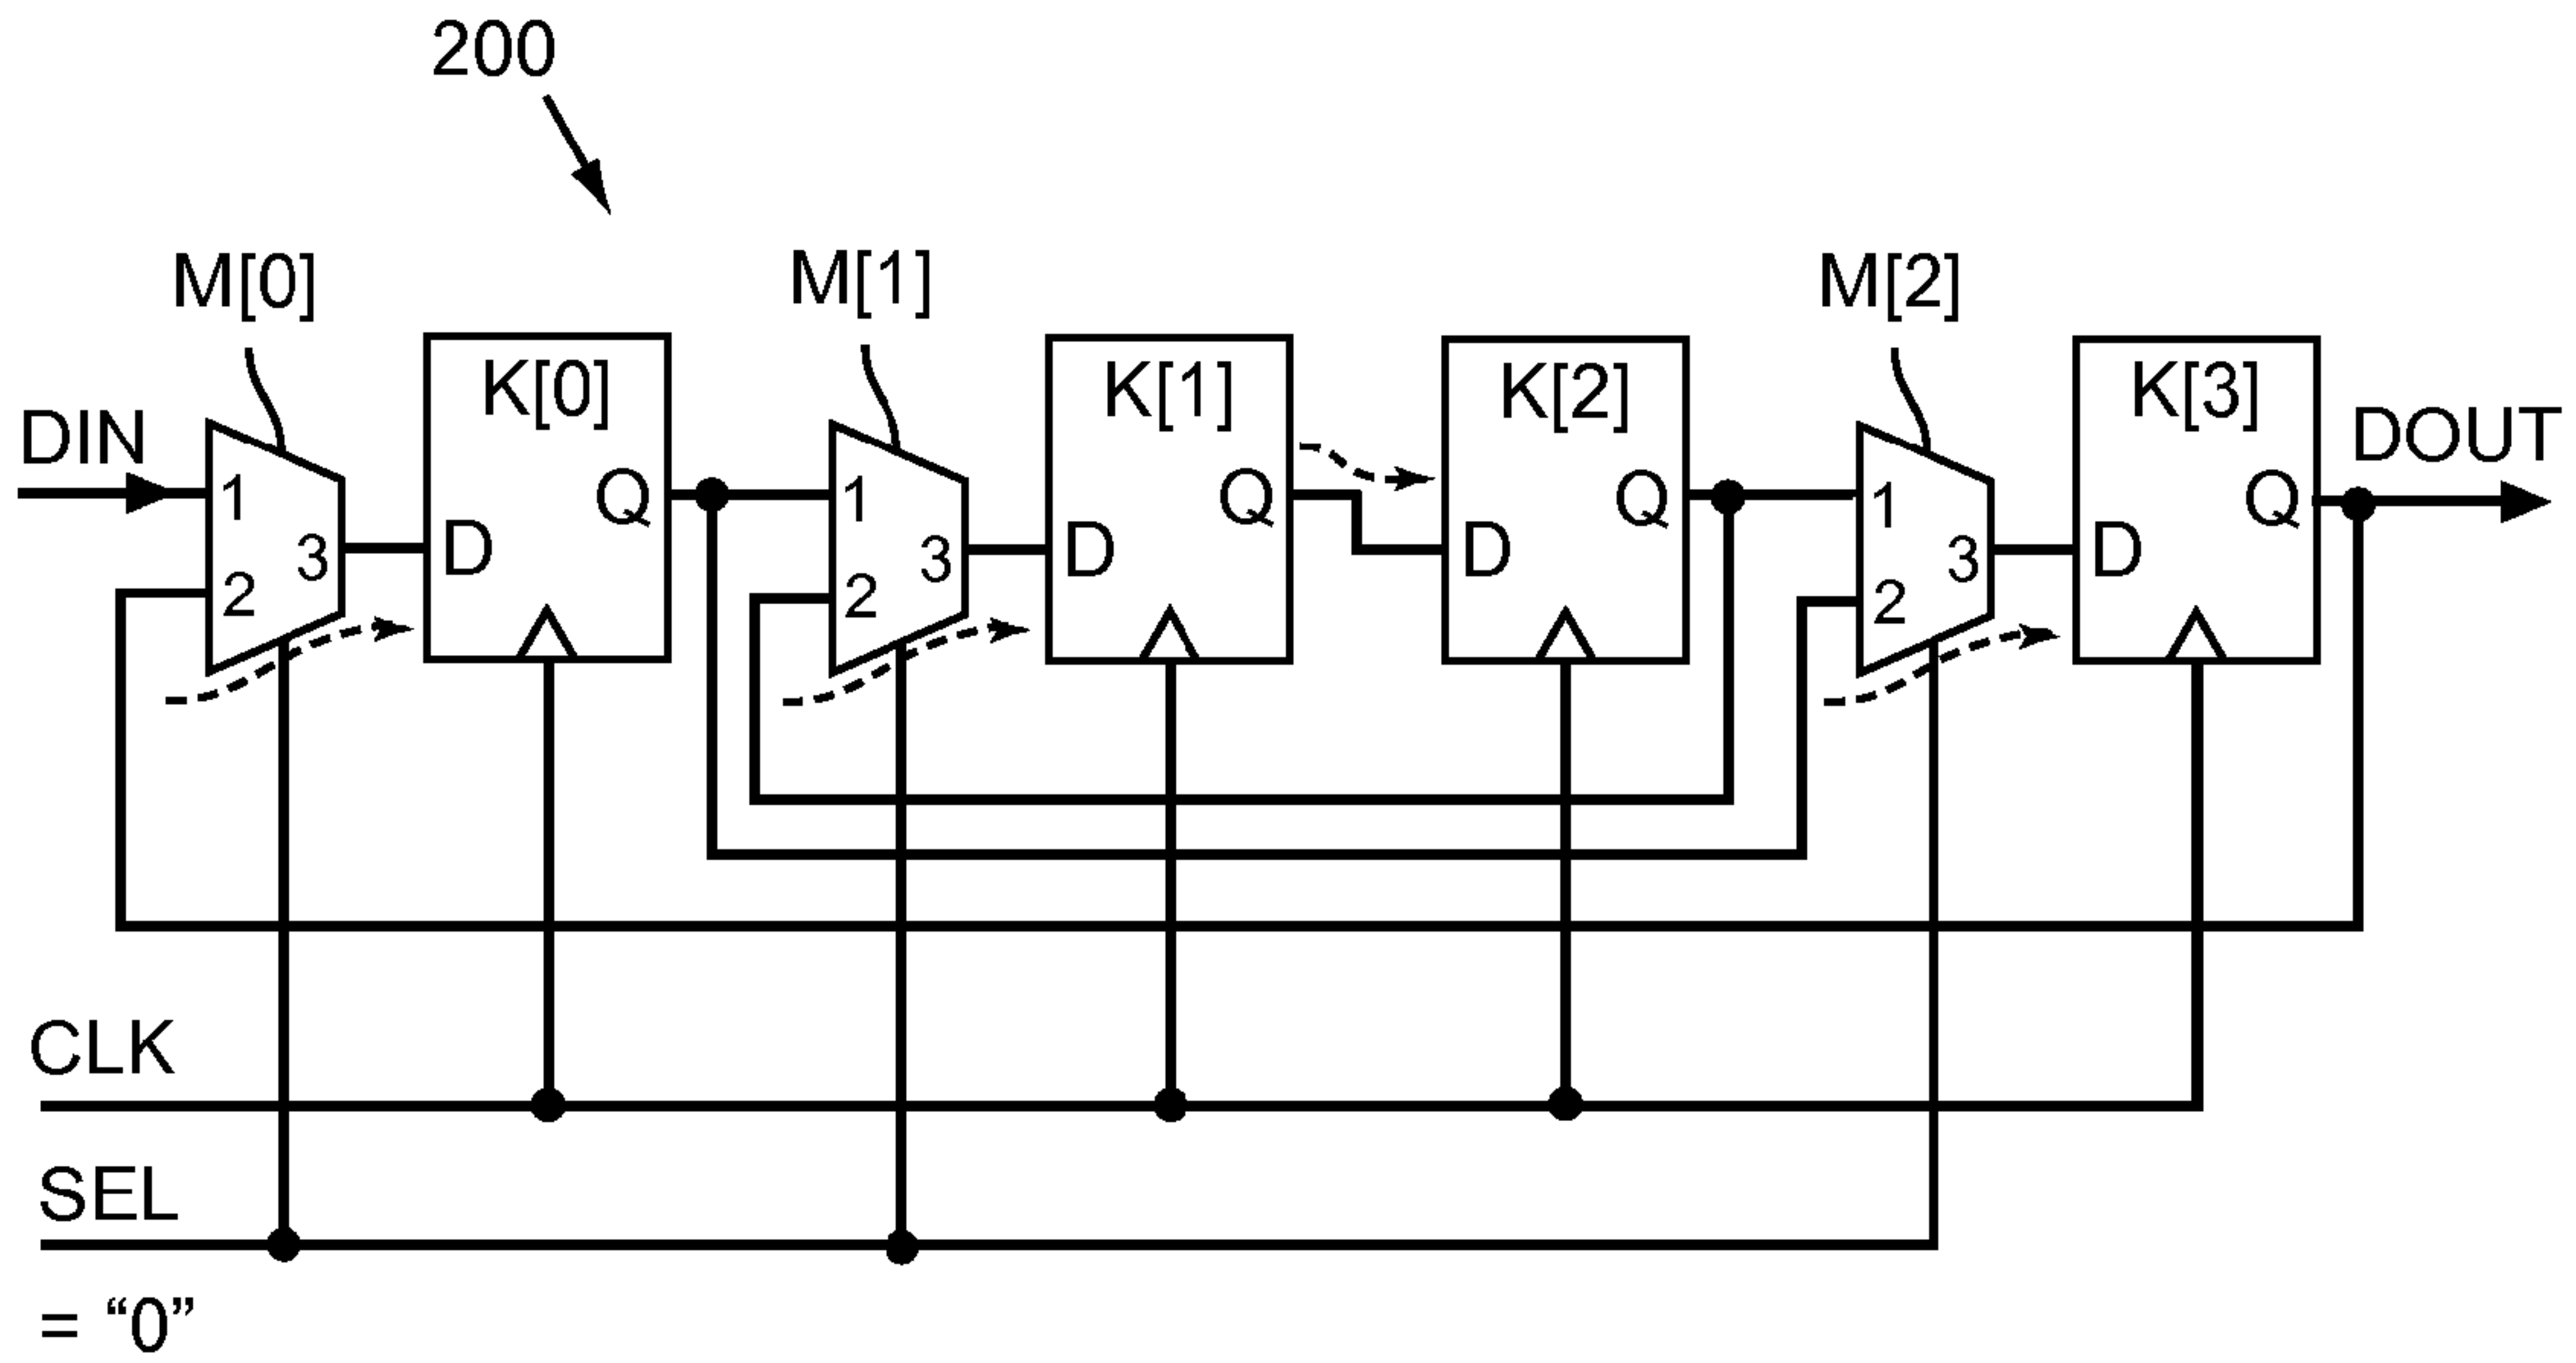 200
M[0]
M[1]
M[2]
K[0]
K[1]
K[2]
K[3]
DIN
DOUT
1
2
3
D
Q
1
2
3
D
Q
D
Q
1
2
3
D
Q
CLK
SEL
= “0”